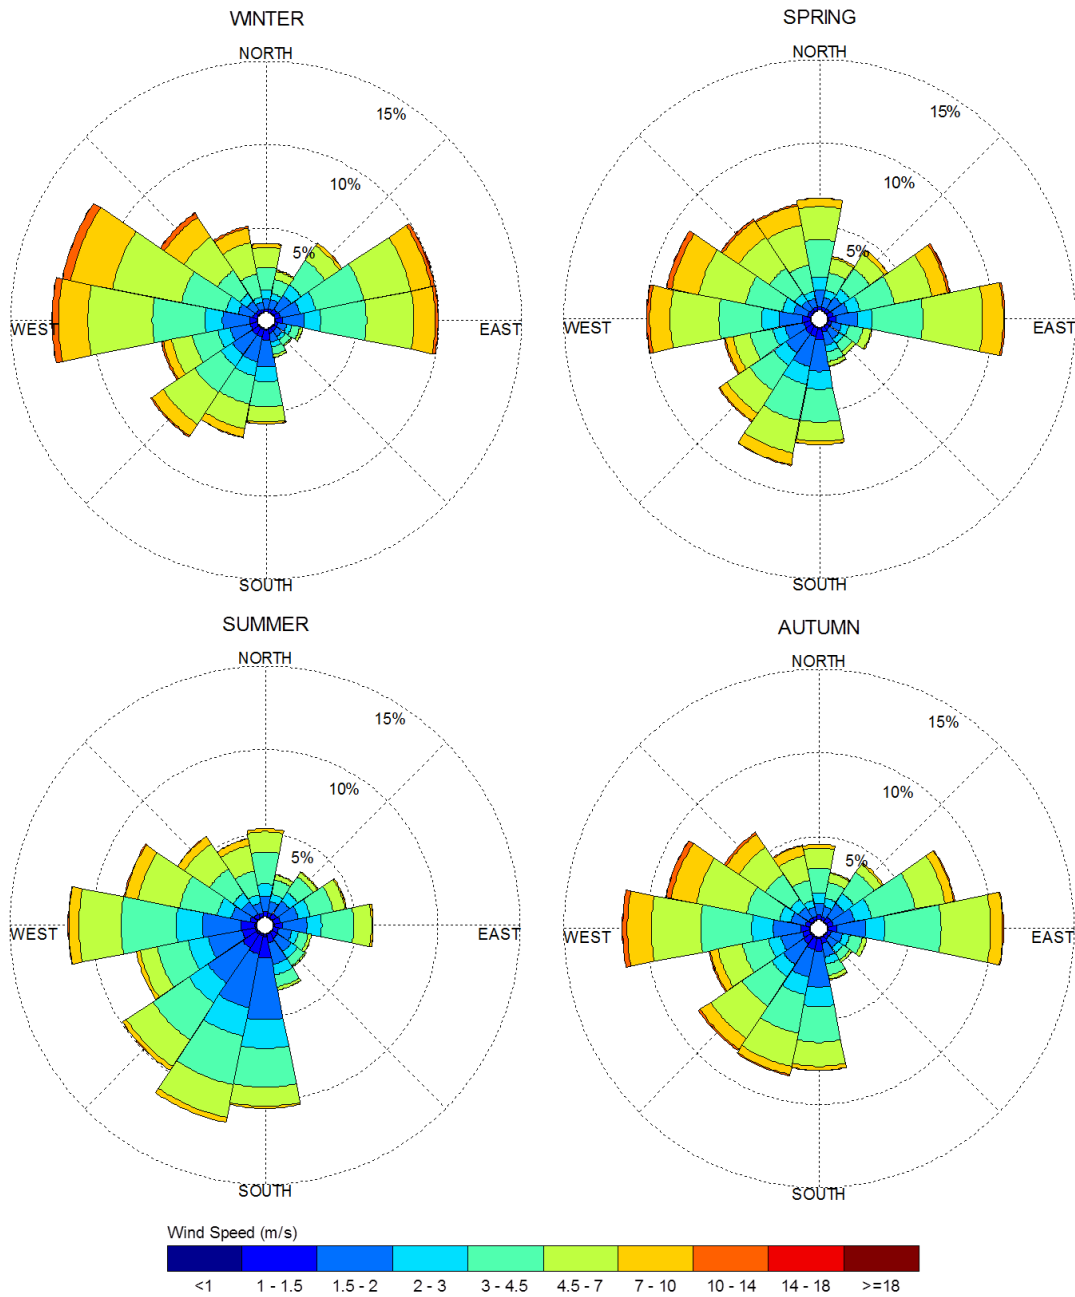 WINTER
NORTH
15%
10%
5%
WEST
EAST
SOUTH
SPRING
NORTH
15%
10%
5%
WEST
EAST
SOUTH
SUMMER
NORTH
15%
10%
5%
WEST
EAST
SOUTH
AUTUMN
NORTH
15%
10%
5%
WEST
EAST
SOUTH
Wind Speed (m/s)
<1 1 - 1.5 1.5 - 2 2 - 3 3 - 4.5 4.5 - 7 7 - 10 10 - 14 14 - 18 >=18